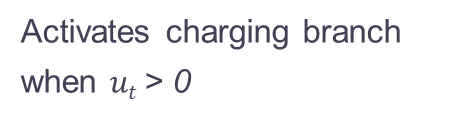 Activates charging branch
when uₜ > 0